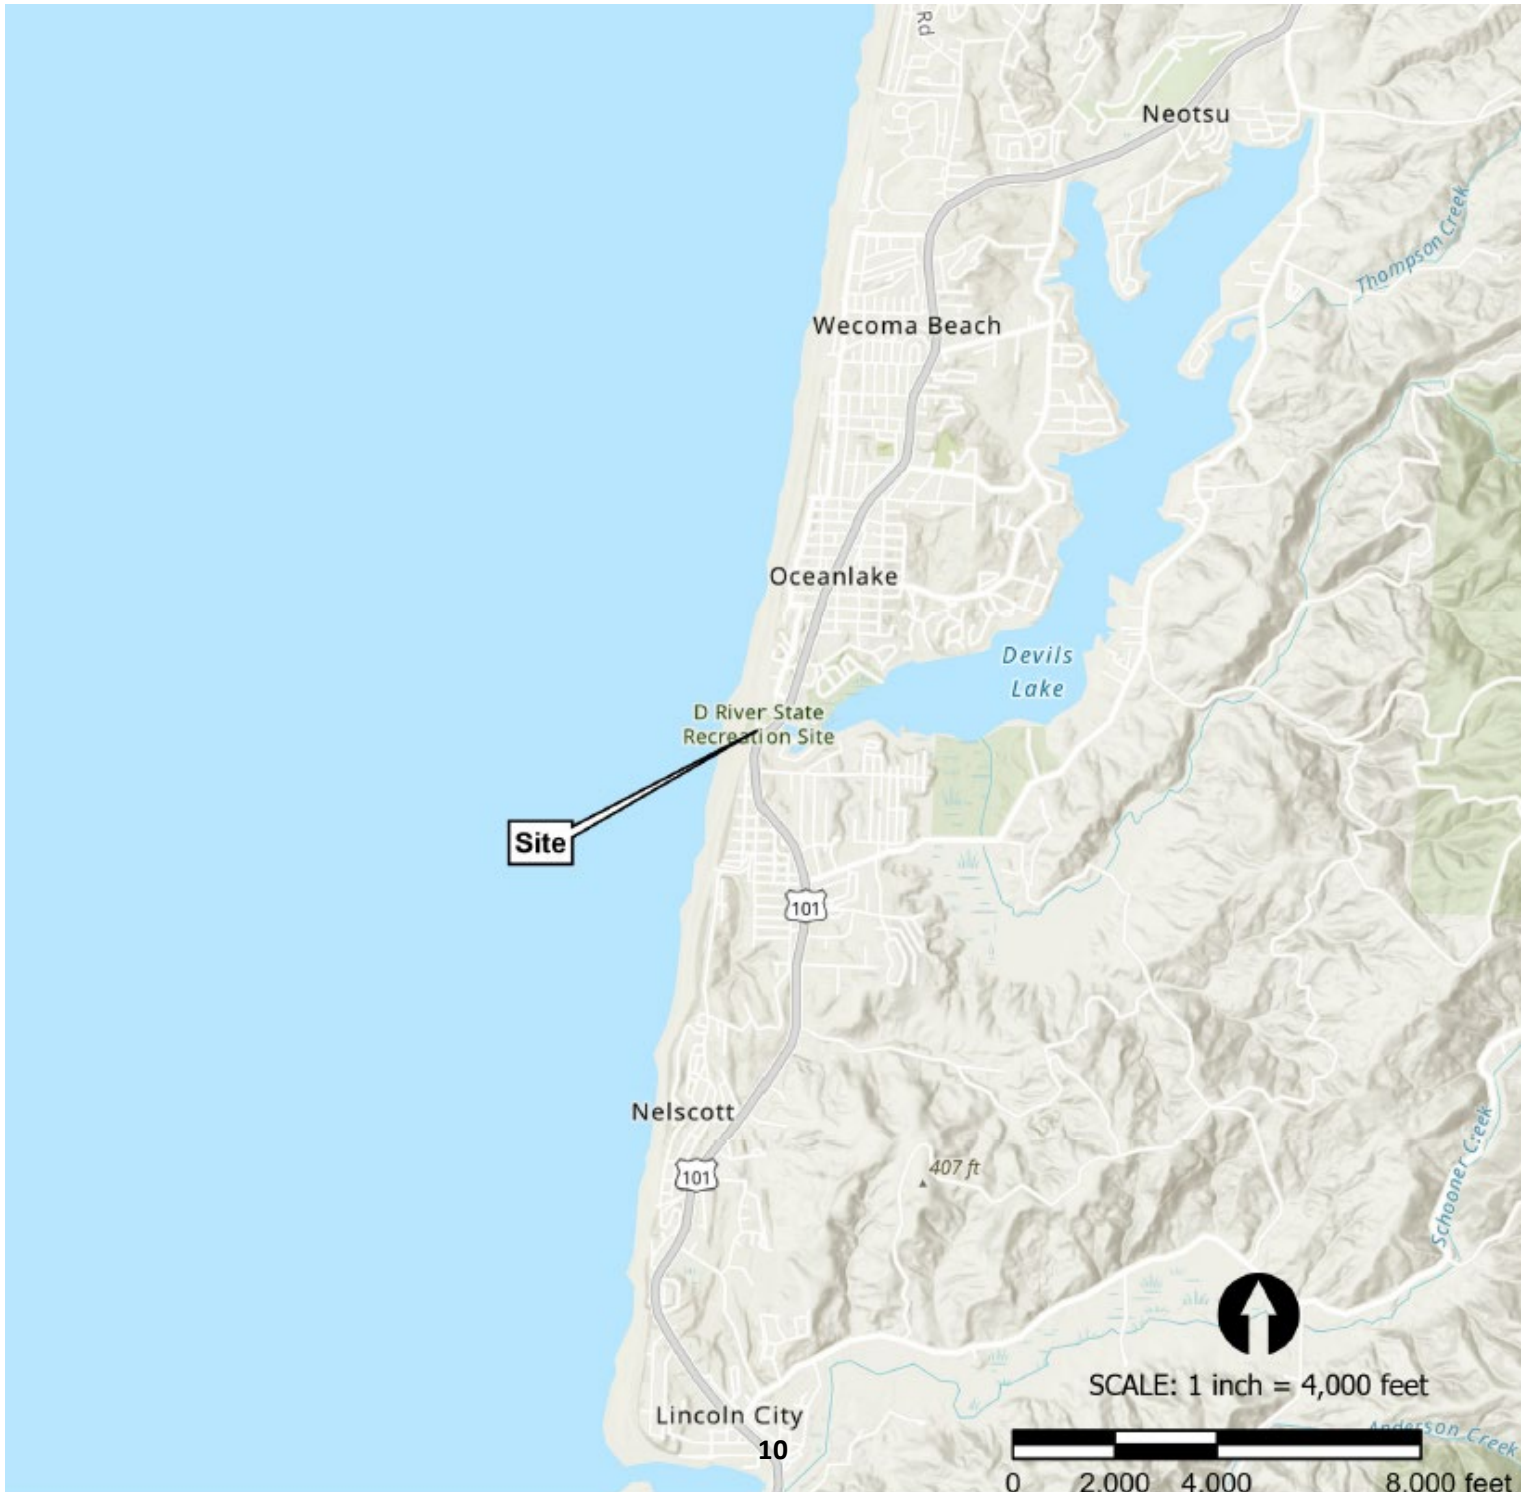 Rd
Neotsu
Thompson Creek
Wecoma Beach
Oceanlake
Devils
Lake
D River State
Recreation Site
Site
101
Nelscott
407 ft
101
Schooner Creek
SCALE: 1 inch = 4,000 feet
Lincoln City
Anderson Creek
10
0 2,000 4,000 8,000 feet